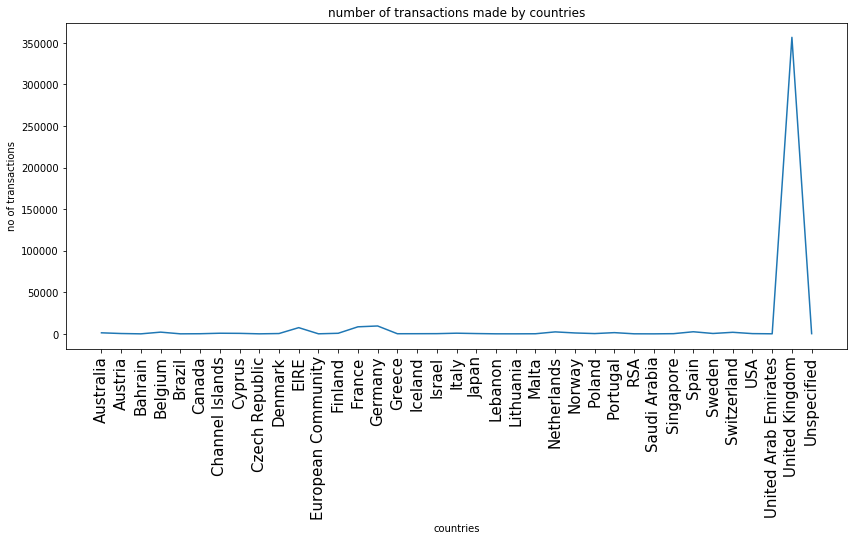 number of transactions made by countries
350000
300000
250000
200000
150000
100000
50000
0
no of transactions
Australia
Austria
Bahrain
Belgium
Brazil
Canada
Channel Islands
Cyprus
Czech Republic
Denmark
EIRE
European Community
Finland
France
Germany
Greece
Iceland
Israel
Italy
Japan
Lebanon
Lithuania
Malta
Netherlands
Norway
Poland
Portugal
RSA
Saudi Arabia
Singapore
Spain
Sweden
Switzerland
USA
United Arab Emirates
United Kingdom
Unspecified
countries